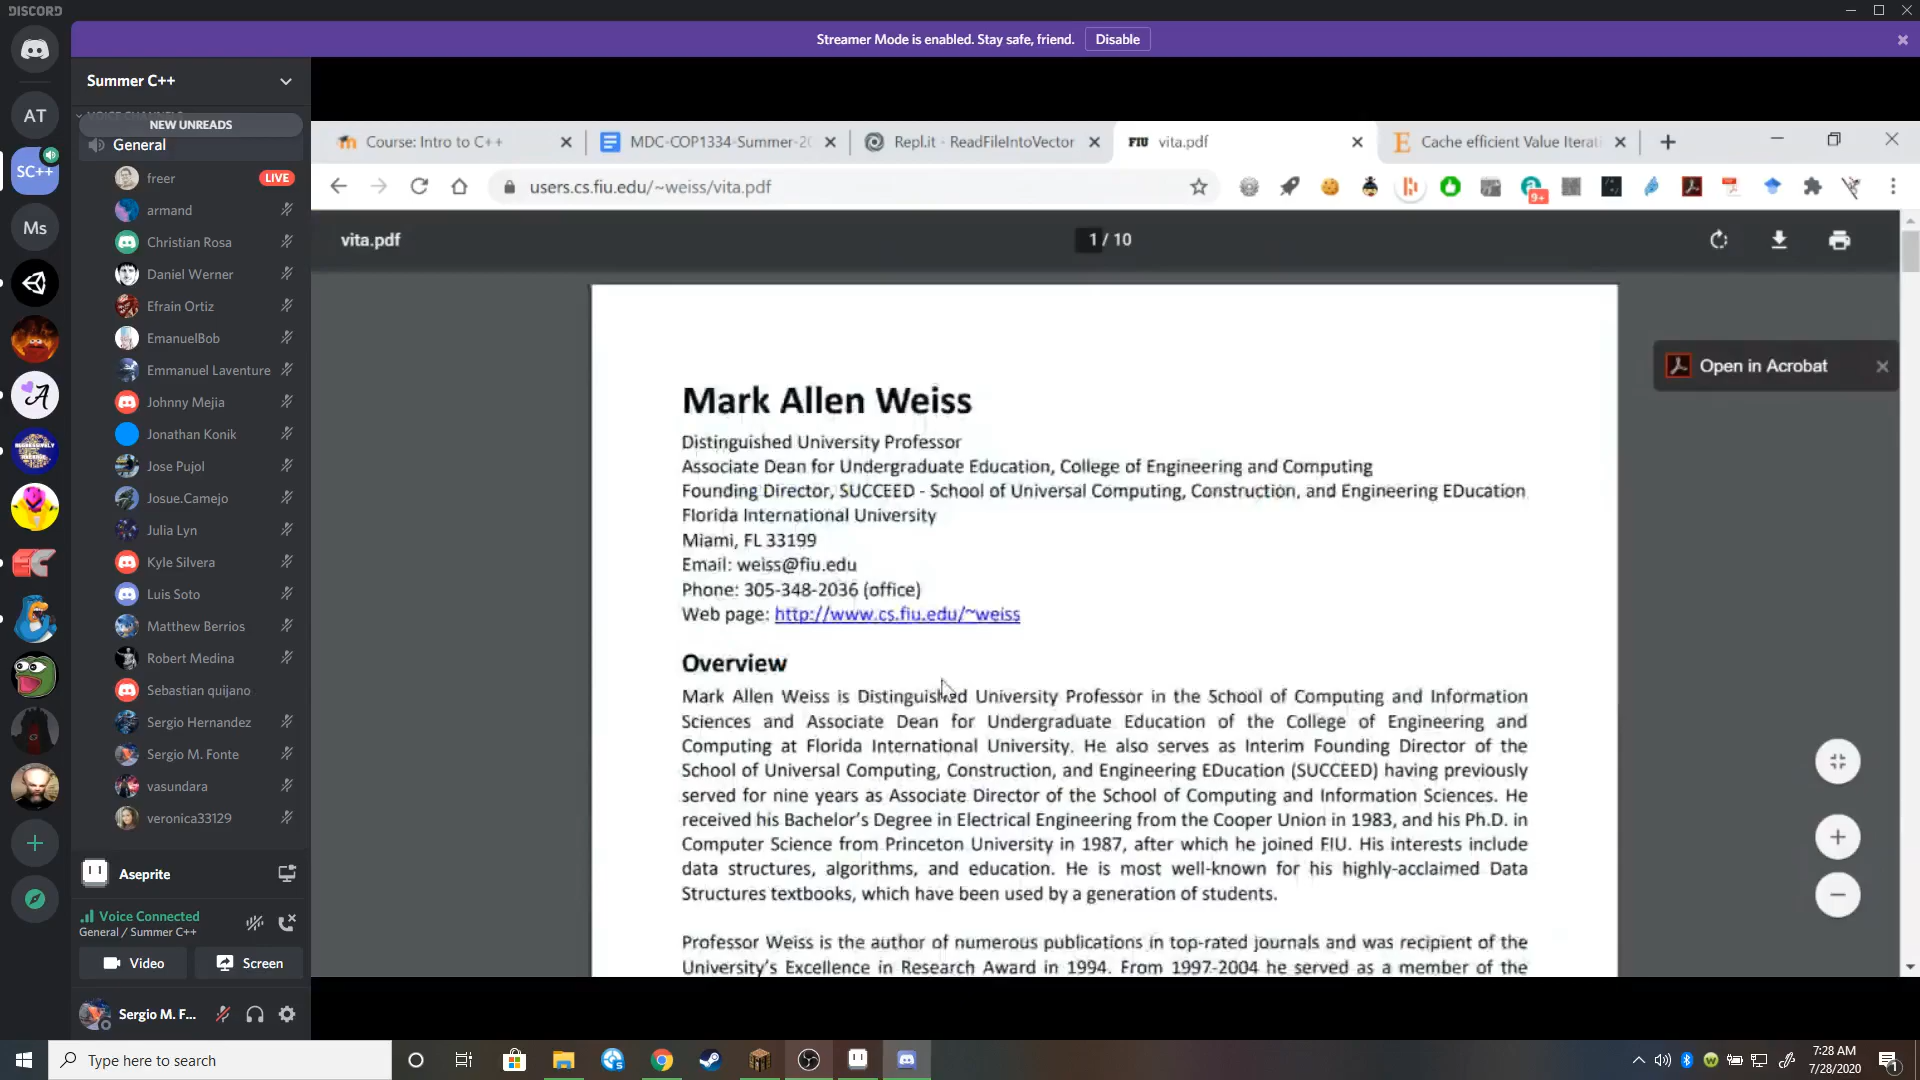 DISCORD
Streamer Mode is enabled. Stay safe, friend.
Disable
Summer C++
NEW UNREADS
General
freer
LIVE
armand
Christian Rosa
Daniel Werner
Efrain Ortiz
EmanuelBob
Emmanuel Laventure
Johnny Mejia
Jonathan Konik
Jose Pujol
Josue.Camejo
Julia Lyn
Kyle Silvera
Luis Soto
Matthew Berrios
Robert Medina
Sebastian quijano
Sergio Hernandez
Sergio M. Fonte
vasundara
veronica33129
Aseprite
Voice Connected
General / Summer C++
Video
Screen
Sergio M. F...
AT
SC++
Ms
Course: Intro to C++
MDC-COP1334-Summer-20
Repl.it - ReadFileIntoVector
FIU vita.pdf
Cache efficient Value Iterati
users.cs.fiu.edu/~weiss/vita.pdf
9+
vita.pdf
1 / 10
Open in Acrobat
Mark Allen Weiss
Distinguished University Professor
Associate Dean for Undergraduate Education, College of Engineering and Computing
Founding Director, SUCCEED - School of Universal Computing, Construction, and Engineering EDucation
Florida International University
Miami, FL 33199
Email: weiss@fiu.edu
Phone: 305-348-2036 (office)
Web page: http://www.cs.fiu.edu/~weiss
Overview
Mark Allen Weiss is Distinguished University Professor in the School of Computing and Information
Sciences and Associate Dean for Undergraduate Education of the College of Engineering and
Computing at Florida International University. He also serves as Interim Founding Director of the
School of Universal Computing, Construction, and Engineering EDucation (SUCCEED) having previously
served for nine years as Associate Director of the School of Computing and Information Sciences. He
received his Bachelor's Degree in Electrical Engineering from the Cooper Union in 1983, and his Ph.D. in
Computer Science from Princeton University in 1987, after which he joined FIU. His interests include
data structures, algorithms, and education. He is most well-known for his highly-acclaimed Data
Structures textbooks, which have been used by a generation of students.
Professor Weiss is the author of numerous publications in top-rated journals and was recipient of the
University's Excellence in Research Award in 1994. From 1997-2004 he served as a member of the
Type here to search
7:28 AM
7/28/2020